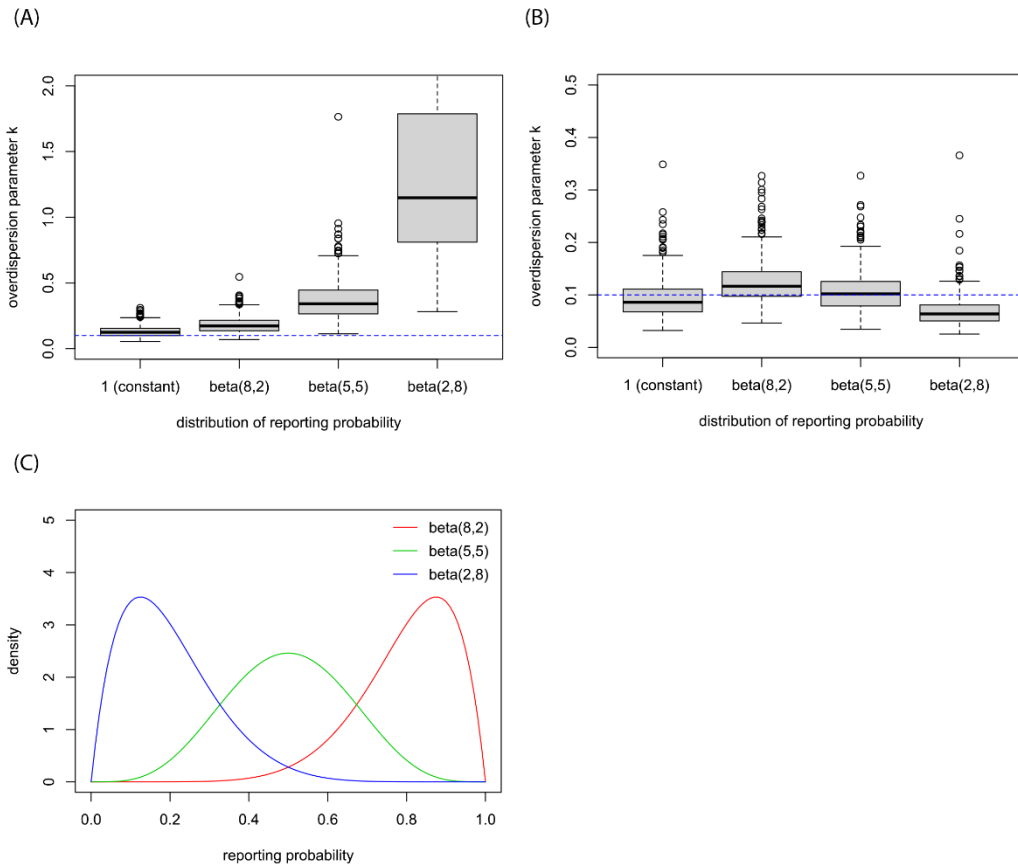 (A)
overdispersion parameter k
2.0
1.5
1.0
0.5
0.0
1 (constant) beta(8,2) beta(5,5) beta(2,8)
distribution of reporting probability
(B)
overdispersion parameter k
0.5
0.4
0.3
0.2
0.1
0.0
1 (constant) beta(8,2) beta(5,5) beta(2,8)
distribution of reporting probability
(C)
density
5
4
3
2
1
0
beta(8,2)
beta(5,5)
beta(2,8)
0.0 0.2 0.4 0.6 0.8 1.0
reporting probability